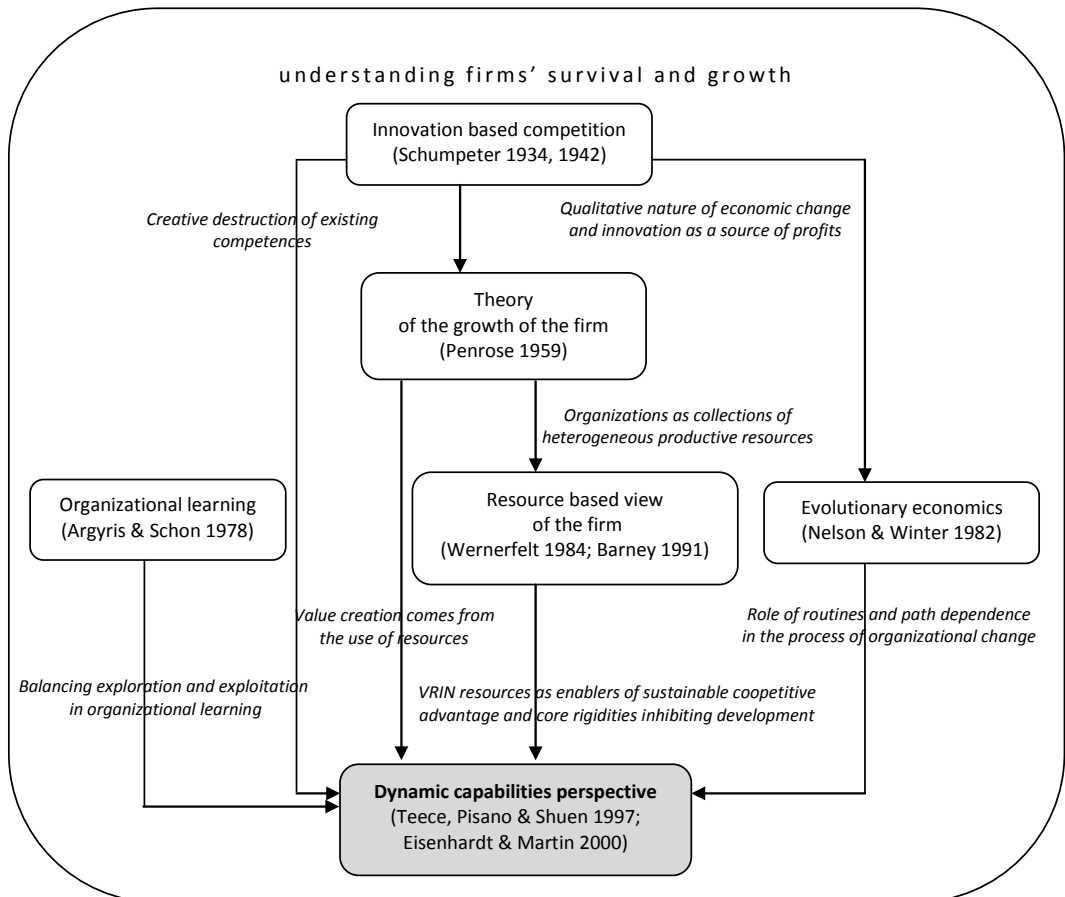 understanding firms' survival and growth
Innovation based competition
(Schumpeter 1934, 1942)
Creative destruction of existing
competences
Qualitative nature of economic change
and innovation as a source of profits
Theory
of the growth of the firm
(Penrose 1959)
Organizations as collections of
heterogeneous productive resources
Organizational learning
(Argyris & Schon 1978)
Resource based view
of the firm
(Wernerfelt 1984; Barney 1991)
Evolutionary economics
(Nelson & Winter 1982)
Value creation comes from
the use of resources
Role of routines and path dependence
in the process of organizational change
Balancing exploration and exploitation
in organizational learning
VRIN resources as enablers of sustainable coopetitive
advantage and core rigidities inhibiting development
Dynamic capabilities perspective
(Teece, Pisano & Shuen 1997;
Eisenhardt & Martin 2000)